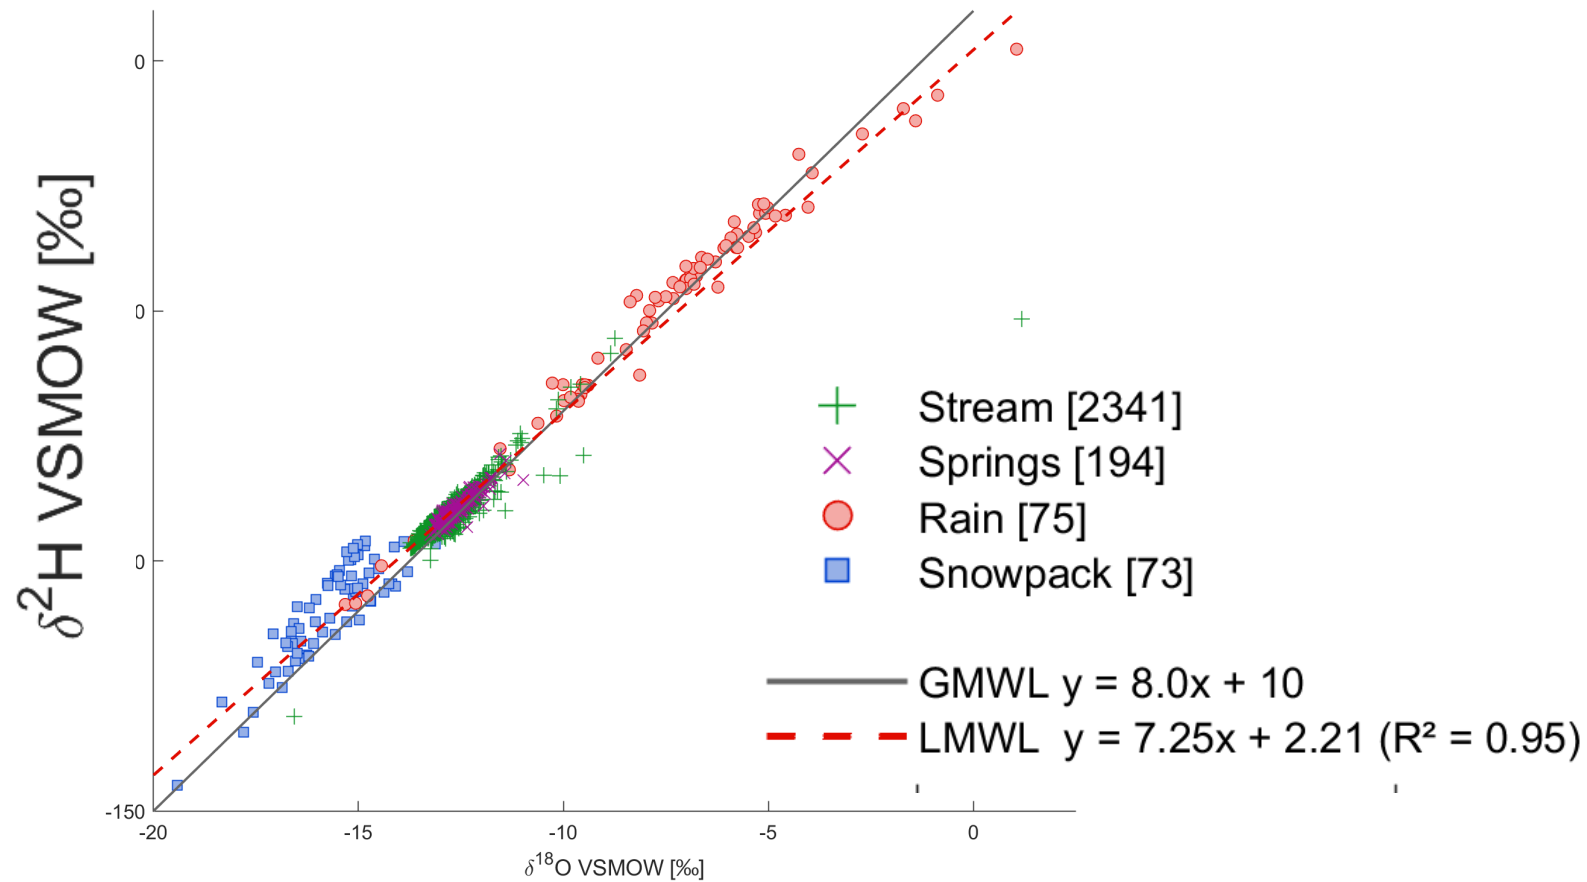 δ²H VSMOW [‰]
0
0
0
-150
-20
-15
-10
-5
0
δ¹⁸O VSMOW [‰]
Stream [2341]
Springs [194]
Rain [75]
Snowpack [73]
GMWL y = 8.0x + 10
LMWL y = 7.25x + 2.21 (R² = 0.95)